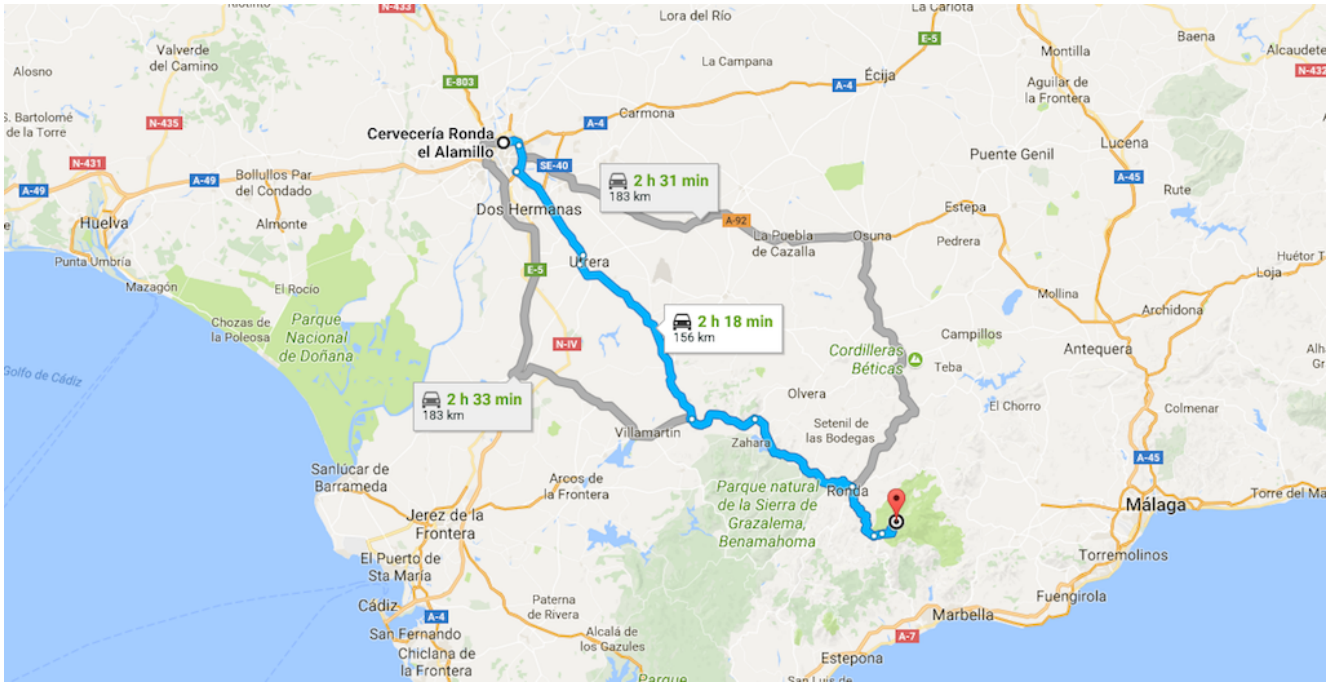 N-433
Riotinto
Lora del Río
La Carlota
E-5
Baena
Valverde
del Camino
Montilla
Alcaudete
Alosno
E-803
La Campana
N-432
Écija
Aguilar de
la Frontera
A-4
S. Bartolomé
de la Torre
N-435
Carmona
A-4
Cervecería Ronda
el Alamillo
Lucena
N-431
SE-40
Puente Genil
A-49
A-49
Bollullos Par
del Condado
2 h 31 min
183 km
A-45
Rute
Huelva
Almonte
Dos Hermanas
A-92
Estepa
La Puebla
de Cazalla
Osuna
Pedrera
Punta Umbría
Utrera
Huétor T
E-5
Loja
Mazagón
El Rocío
Mollina
Archidona
Chozas de
la Poleosa
Parque
Nacional
de Doñana
2 h 18 min
156 km
Campillos
N-IV
Cordilleras
Béticas
Antequera
Teba
Golfo de Cádiz
2 h 33 min
183 km
Olvera
El Chorro
Colmenar
Villamartin
Setenil de
las Bodegas
Zahara
A-45
Sanlúcar de
Barrameda
Arcos de
la Frontera
Parque natural
de la Sierra de
Grazalema,
Benamahoma
Ronda
Torre del Ma
Málaga
Jerez de la
Frontera
El Puerto de
Sta María
Torremolinos
Cádiz
Paterna
de Rivera
Fuengirola
A-4
Marbella
San Fernando
Alcalá de
los Gazules
A-7
Chiclana de
la Frontera
Estepona
Parque
San Luis de